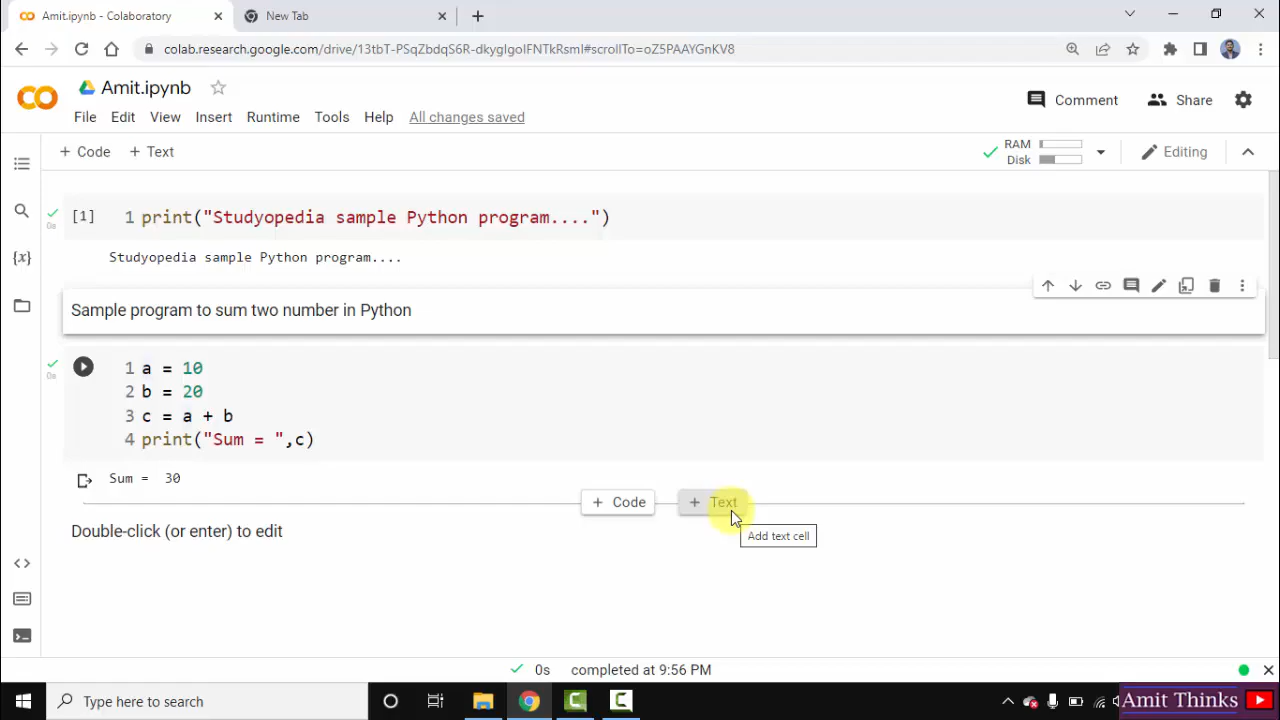 Amit.ipynb - Colaboratory
New Tab
colab.research.google.com/drive/13tbT-PSqZbdqS6R-dkyglgolFNTkRsml#scrollTo=oZ5PAAYGnKV8
Amit.ipynb
Comment
Share
File Edit View Insert Runtime Tools Help All changes saved
+ Code + Text
RAM
Disk
Editing
[1] 1 print("Studyopedia sample Python program....")
0s
Studyopedia sample Python program....
{x}
Sample program to sum two number in Python
1 a = 10
0s
2 b = 20
3 c = a + b
4 print("Sum = ",c)
Sum = 30
+ Code + Text
Double-click (or enter) to edit
Add text cell
0s completed at 9:56 PM
Type here to search
Amit Thinks